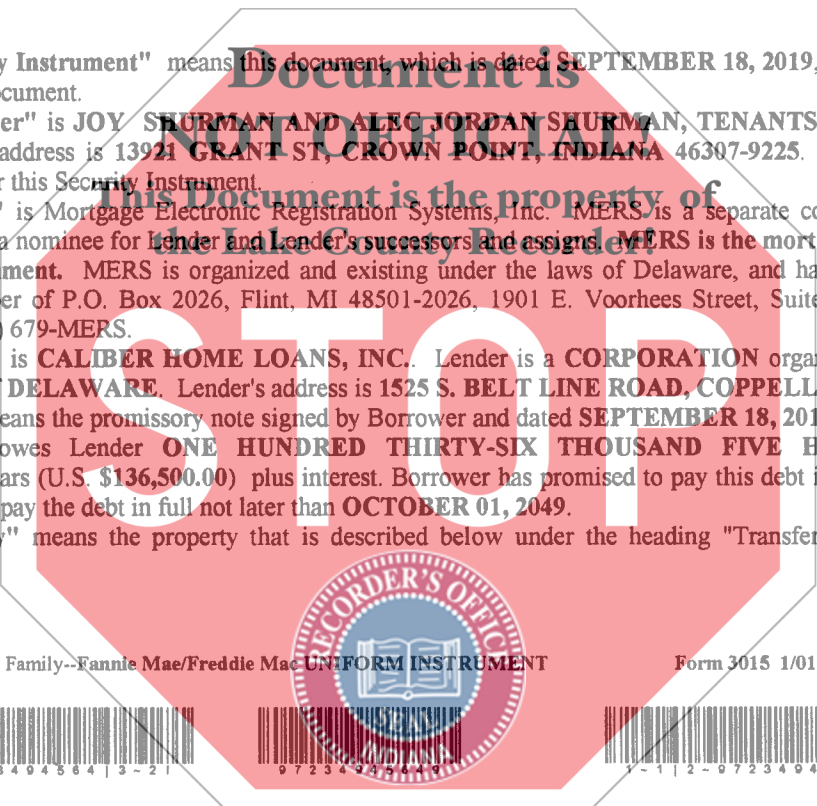 y Instrument" means this document, which is dated SEPTEMBER 18, 2019,
Document is
cument.
er" is JOY SHURMAN AND ALEC JORDAN SHURMAN, TENANTS
NOT OFFICIAL!
address is 13921 GRANT ST, CROWN POINT, INDIANA 46307-9225.
r this Security Instrument.
This Document is the property of
" is Mortgage Electronic Registration Systems, Inc. MERS is a separate co
a nominee for Lender and Lender's successors and assigns. MERS is the mort
the Lake County Recorder!
ment. MERS is organized and existing under the laws of Delaware, and ha
er of P.O. Box 2026, Flint, MI 48501-2026, 1901 E. Voorhees Street, Suite
) 679-MERS.
STOP
is CALIBER HOME LOANS, INC.. Lender is a CORPORATION organ
DELAWARE. Lender's address is 1525 S. BELT LINE ROAD, COPPELL
eans the promissory note signed by Borrower and dated SEPTEMBER 18, 201
owes Lender ONE HUNDRED THIRTY-SIX THOUSAND FIVE H
ars (U.S. $136,500.00) plus interest. Borrower has promised to pay this debt i
pay the debt in full not later than OCTOBER 01, 2049.
y" means the property that is described below under the heading "Transfer
RECORDER'S OFFICE
SEAL
INDIANA
Family--Fannie Mae/Freddie Mac UNIFORM INSTRUMENT Form 3015 1/01